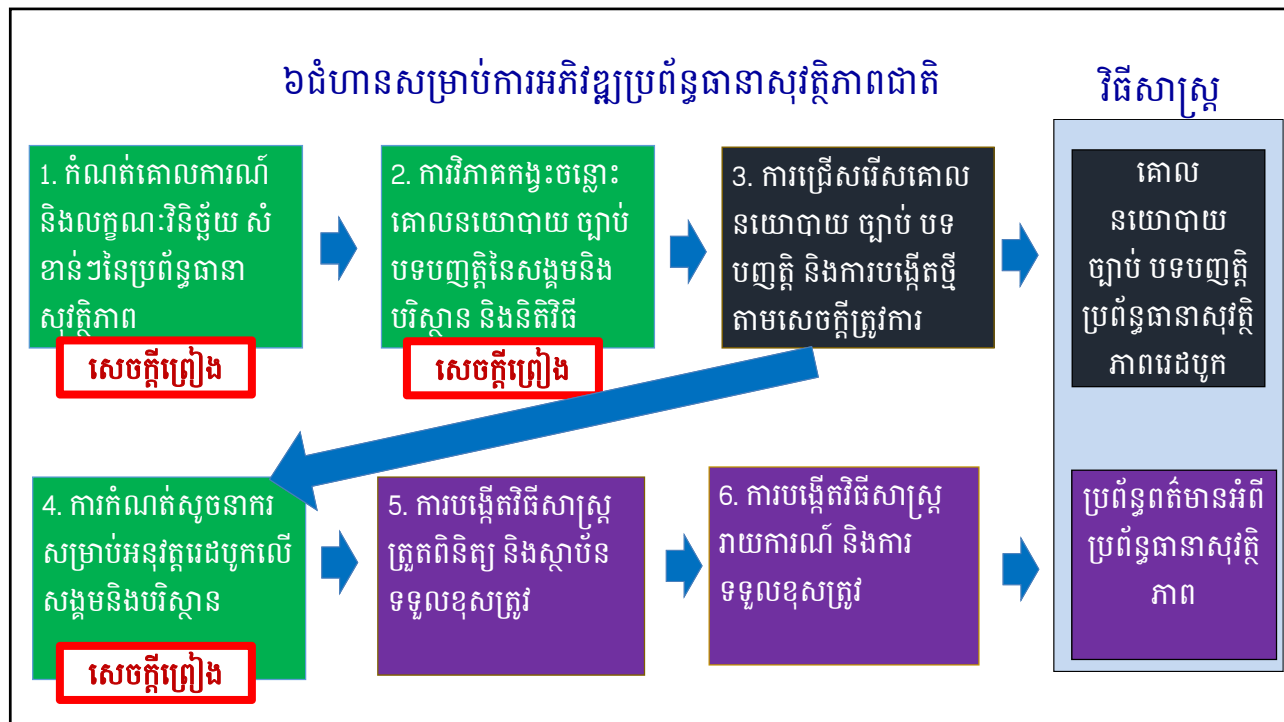 ៦ជំហានសម្រាប់ការអភិវឌ្ឍប្រព័ន្ធធានាសុវត្ថិភាពជាតិ
វិធីសាស្ត្រ
1. កំណត់គោលការណ៍
និងលក្ខណៈវិនិច្ឆ័យ សំ
ខាន់ៗនៃប្រព័ន្ធធានា
សុវត្ថិភាព
សេចក្តីព្រៀង
2. ការវិភាគកង្វះចន្លោះ
គោលនយោបាយ ច្បាប់
បទបញ្ញត្តិនៃសង្គមនិង
បរិស្ថាន និងនិតិវិធី
សេចក្តីព្រៀង
3. ការជ្រើសរើសគោល
នយោបាយ ច្បាប់ បទ
បញ្ញត្តិ និងការបង្កើតថ្មី
តាមសេចក្តីត្រូវការ
គោល
នយោបាយ
ច្បាប់ បទបញ្ញត្តិ
ប្រព័ន្ធធានាសុវត្ថិ
ភាពរេដបូក
4. ការកំណត់សូចនាករ
សម្រាប់អនុវត្តរេដបូកលើ
សង្គមនិងបរិស្ថាន
សេចក្តីព្រៀង
5. ការបង្កើតវិធីសាស្ត្រ
ត្រួតពិនិត្យ និងស្ថាប័ន
ទទួលខុសត្រូវ
6. ការបង្កើតវិធីសាស្ត្រ
រាយការណ៍ និងការ
ទទួលខុសត្រូវ
ប្រព័ន្ធពត៌មានអំពី
ប្រព័ន្ធធានាសុវត្ថិ
ភាព